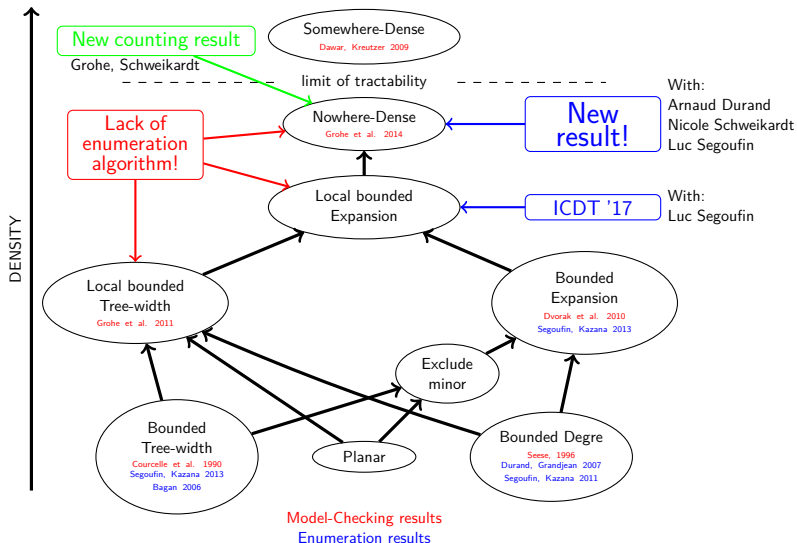 Somewhere-Dense
Dawar, Kreutzer 2009
New counting result
Grohe, Schweikardt
limit of tractability
With:
Arnaud Durand
Nicole Schweikardt
Luc Segoufin
Nowhere-Dense
Grohe et al. 2014
New
result!
Lack of
enumeration
algorithm!
Local bounded
Expansion
ICDT '17
With:
Luc Segoufin
DENSITY
Local bounded
Tree-width
Grohe et al. 2011
Bounded
Expansion
Dvorak et al. 2010
Segoufin, Kazana 2013
Exclude
minor
Bounded
Tree-width
Courcelle et al. 1990
Segoufin, Kazana 2013
Bagan 2006
Planar
Bounded Degre
Seese, 1996
Durand, Grandjean 2007
Segoufin, Kazana 2011
Model-Checking results
Enumeration results